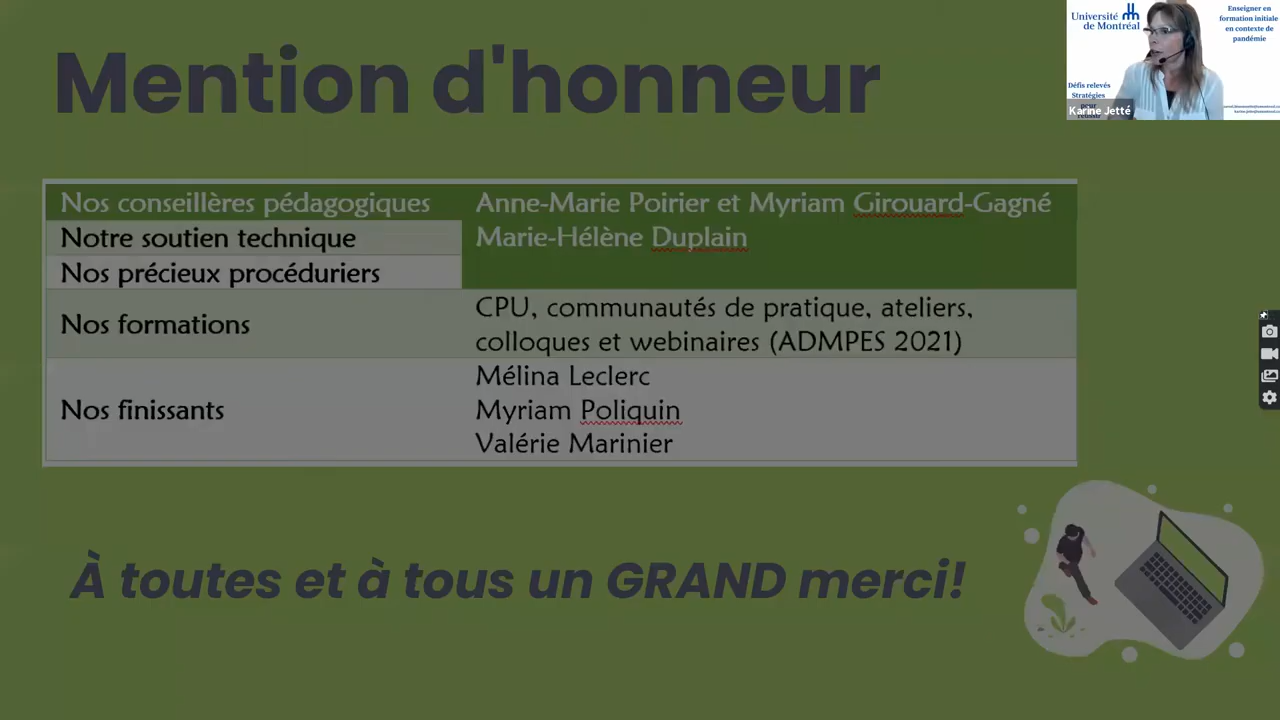 Mention d'honneur
Nos conseillères pédagogiques
Anne-Marie Poirier et Myriam Girouard-Gagné
Notre soutien technique
Marie-Hélène Duplain
Nos précieux procéduriers
Nos formations
CPU, communautés de pratique, ateliers,
colloques et webinaires (ADMPES 2021)
Nos finissants
Mélina Leclerc
Myriam Poliquin
Valérie Marinier
À toutes et à tous un GRAND merci!
Université
de Montréal
Enseigner en
formation initiale
en contexte de
pandémie
Défis relevés
Stratégies
pour
réussir
Karine Jetté